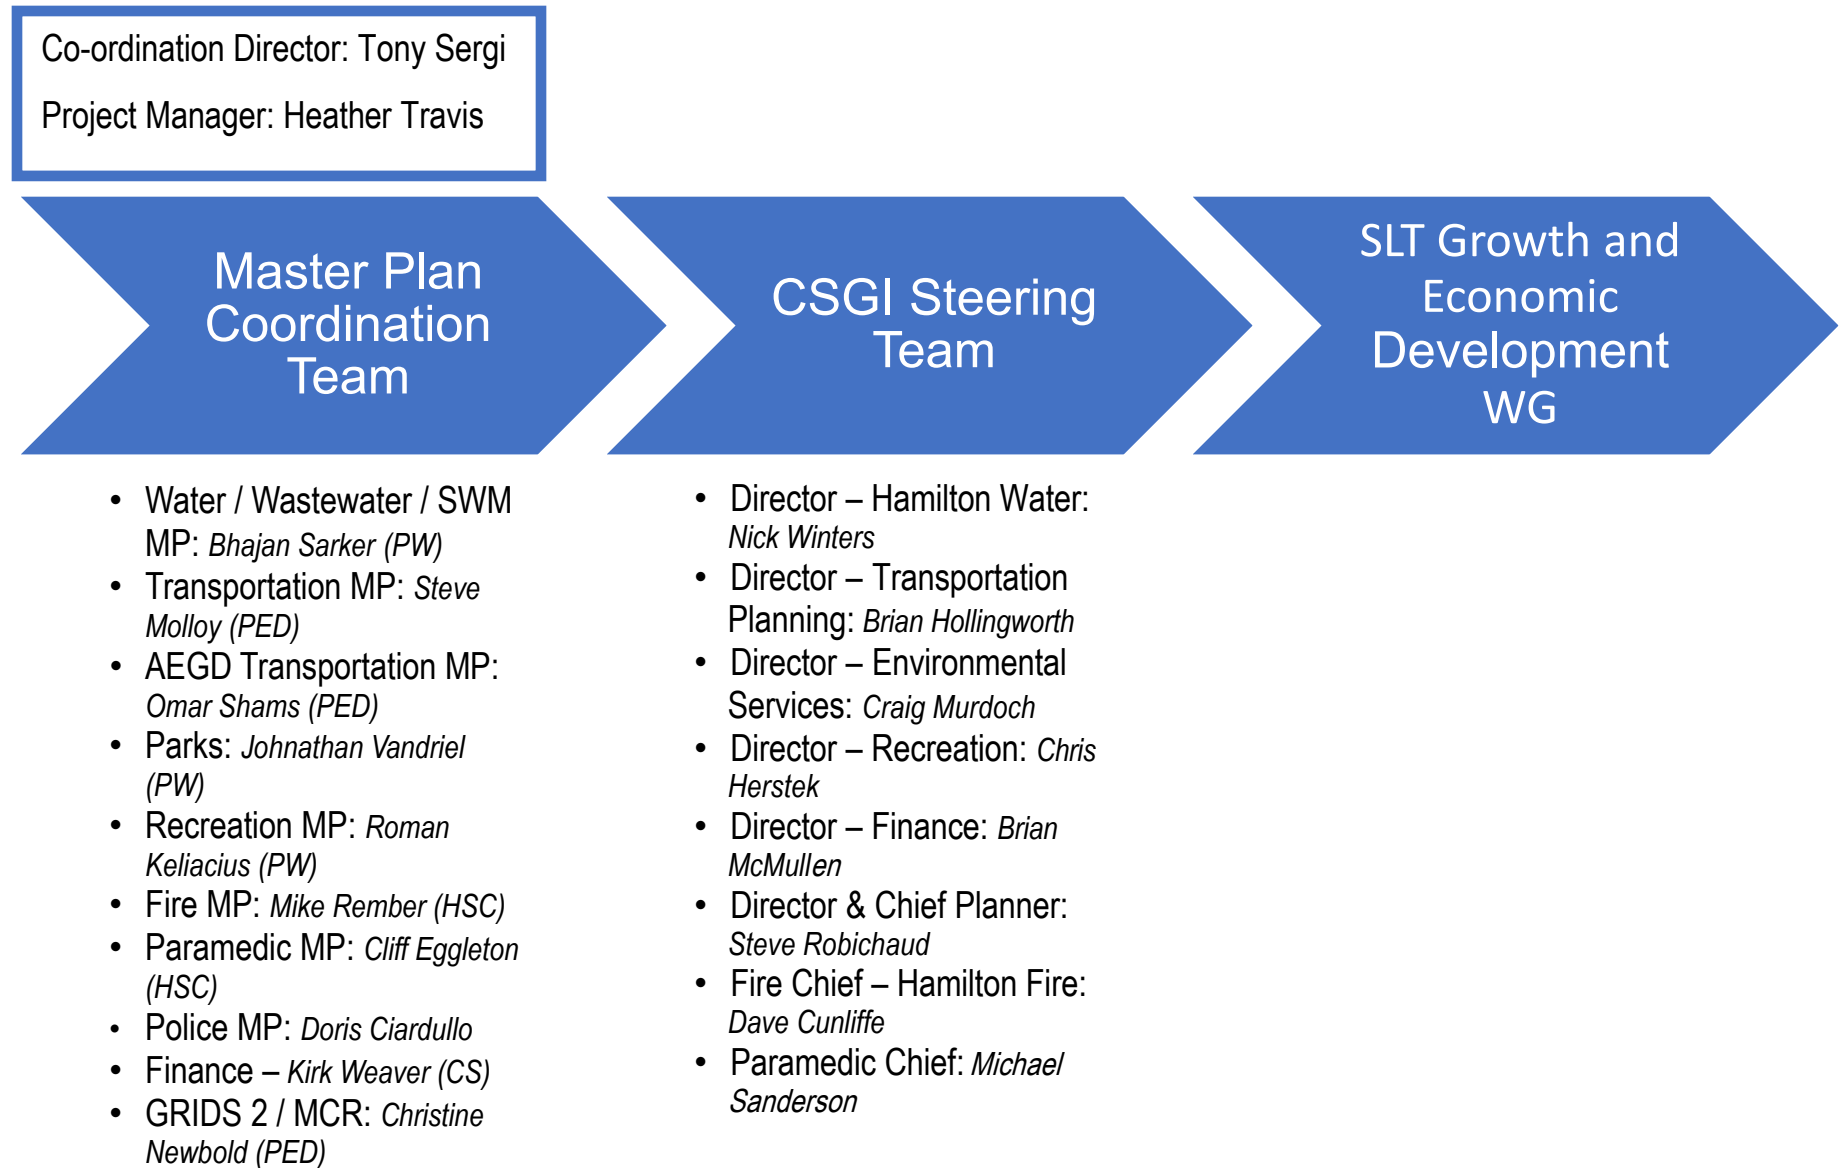 Co-ordination Director: Tony Sergi
Project Manager: Heather Travis
Master Plan
Coordination
Team
CSGI Steering
Team
SLT Growth and
Economic
Development
WG
• Water / Wastewater / SWM
MP: Bhajan Sarker (PW)
• Transportation MP: Steve
Molloy (PED)
• AEGD Transportation MP:
Omar Shams (PED)
• Parks: Johnathan Vandriel
(PW)
• Recreation MP: Roman
Keliacius (PW)
• Fire MP: Mike Rember (HSC)
• Paramedic MP: Cliff Eggleton
(HSC)
• Police MP: Doris Ciardullo
• Finance – Kirk Weaver (CS)
• GRIDS 2 / MCR: Christine
Newbold (PED)
• Director – Hamilton Water:
Nick Winters
• Director – Transportation
Planning: Brian Hollingworth
• Director – Environmental
Services: Craig Murdoch
• Director – Recreation: Chris
Herstek
• Director – Finance: Brian
McMullen
• Director & Chief Planner:
Steve Robichaud
• Fire Chief – Hamilton Fire:
Dave Cunliffe
• Paramedic Chief: Michael
Sanderson